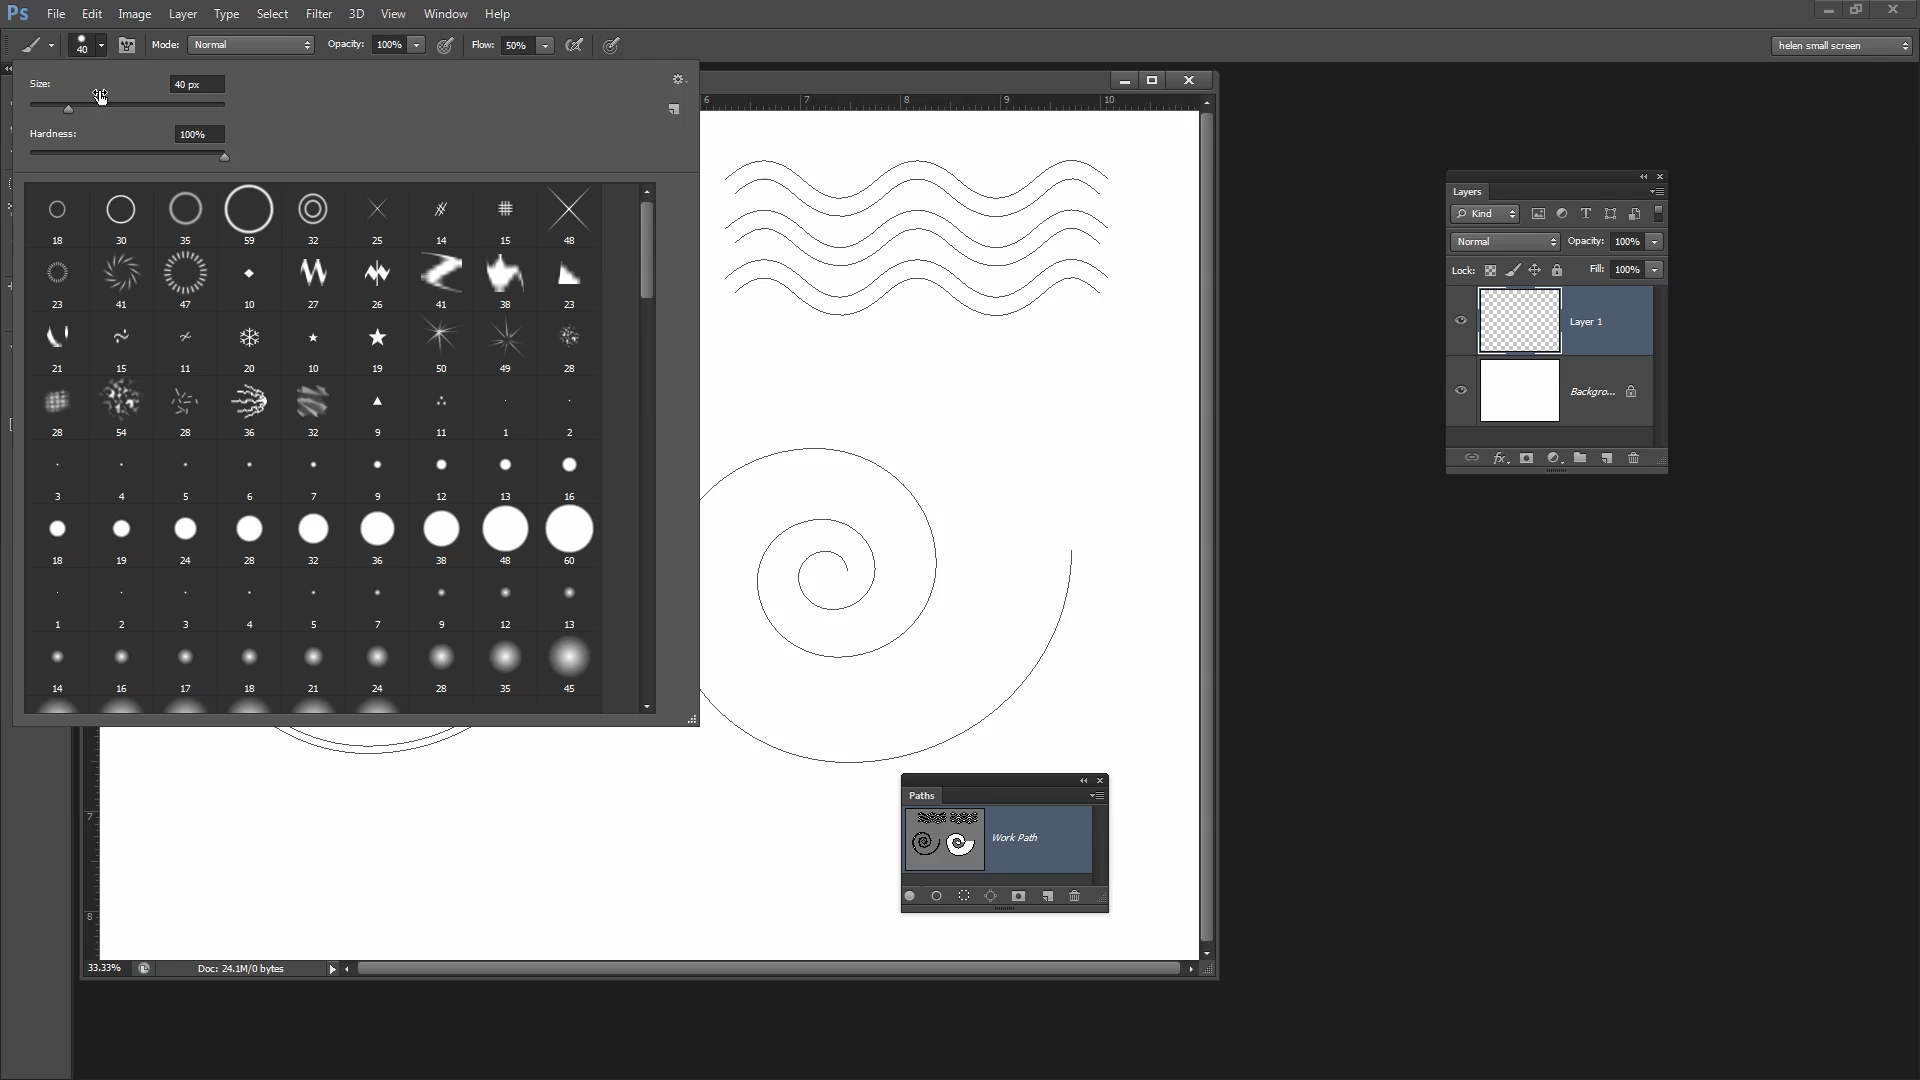 Ps File Edit Image Layer Type Select Filter 3D View Window Help
40 Mode: Normal Opacity: 100% Flow: 50% helen small screen
Size: 40 px
Hardness: 100%
6 7 8 9 10
18 30 35 59 32 25 14 15 48
23 41 47 10 27 26 41 38 23
21 15 11 20 10 19 50 49 28
28 54 28 36 32 9 11 1 2
3 4 5 6 7 9 12 13 16
18 19 24 28 32 36 38 48 60
1 2 3 4 5 7 9 12 13
14 16 17 18 21 24 28 35 45
Layers
Kind
Normal Opacity: 100%
Lock: Fill: 100%
Layer 1
Backgro...
fx
Paths
Work Path
7
8
33.33% Doc: 24.1M/0 bytes